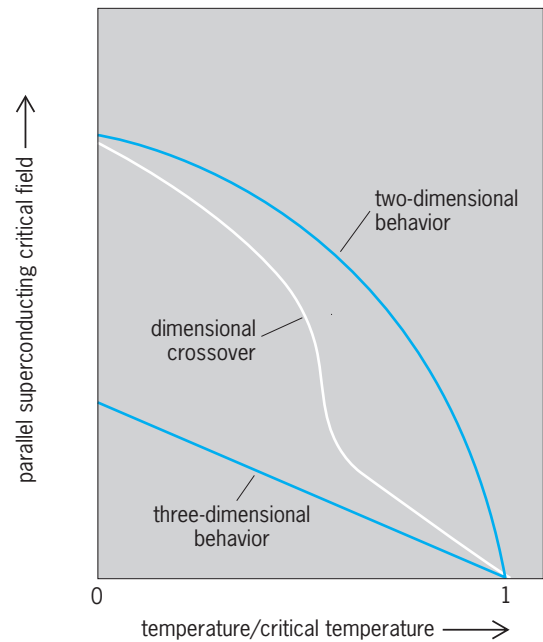 parallel superconducting critical field
two-dimensional
behavior
dimensional
crossover
three-dimensional
behavior
0
1
temperature/critical temperature